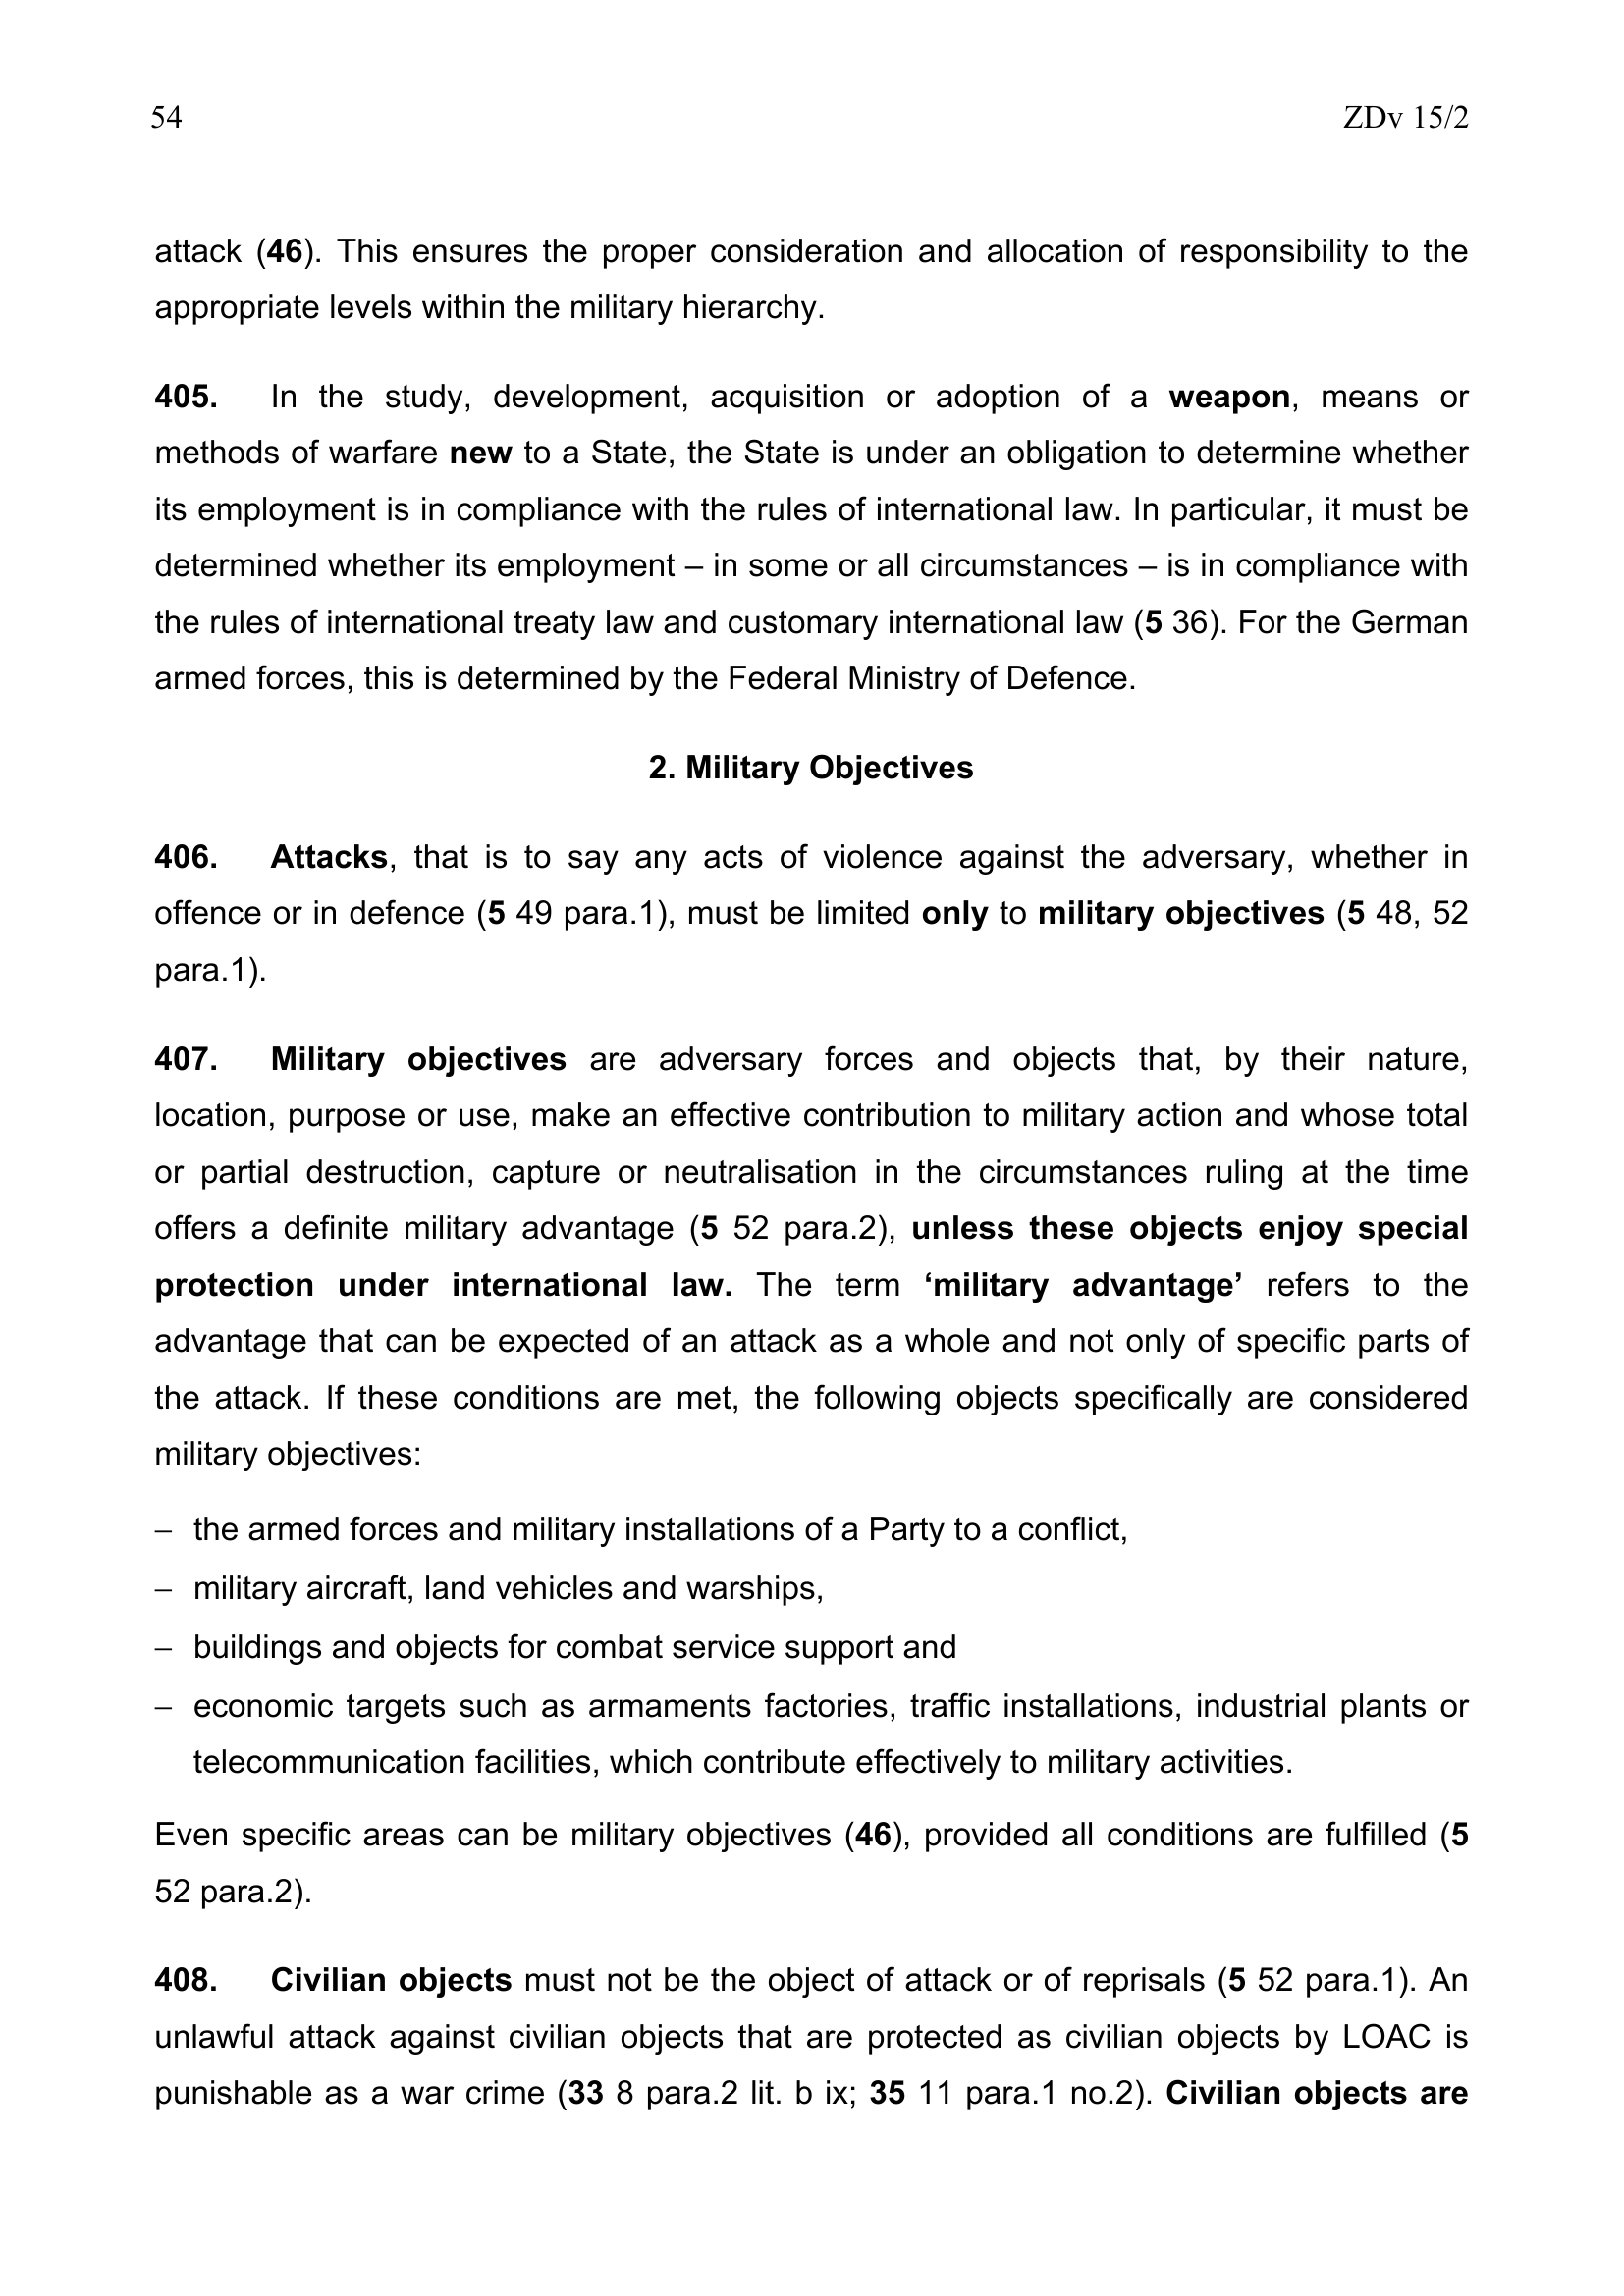 54 ZDv 15/2
attack (46). This ensures the proper consideration and allocation of responsibility to the
appropriate levels within the military hierarchy.
405. In the study, development, acquisition or adoption of a weapon, means or
methods of warfare new to a State, the State is under an obligation to determine whether
its employment is in compliance with the rules of international law. In particular, it must be
determined whether its employment – in some or all circumstances – is in compliance with
the rules of international treaty law and customary international law (5 36). For the German
armed forces, this is determined by the Federal Ministry of Defence.
2. Military Objectives
406. Attacks, that is to say any acts of violence against the adversary, whether in
offence or in defence (5 49 para.1), must be limited only to military objectives (5 48, 52
para.1).
407. Military objectives are adversary forces and objects that, by their nature,
location, purpose or use, make an effective contribution to military action and whose total
or partial destruction, capture or neutralisation in the circumstances ruling at the time
offers a definite military advantage (5 52 para.2), unless these objects enjoy special
protection under international law. The term ‘military advantage’ refers to the
advantage that can be expected of an attack as a whole and not only of specific parts of
the attack. If these conditions are met, the following objects specifically are considered
military objectives:
– the armed forces and military installations of a Party to a conflict,
– military aircraft, land vehicles and warships,
– buildings and objects for combat service support and
– economic targets such as armaments factories, traffic installations, industrial plants or
telecommunication facilities, which contribute effectively to military activities.
Even specific areas can be military objectives (46), provided all conditions are fulfilled (5
52 para.2).
408. Civilian objects must not be the object of attack or of reprisals (5 52 para.1). An
unlawful attack against civilian objects that are protected as civilian objects by LOAC is
punishable as a war crime (33 8 para.2 lit. b ix; 35 11 para.1 no.2). Civilian objects are